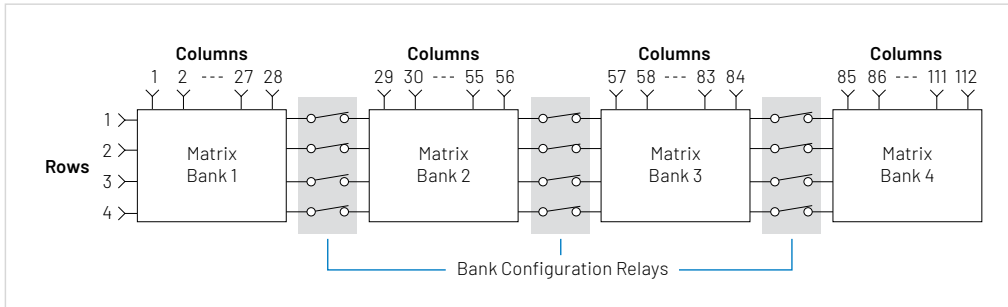 Columns Columns Columns Columns
1 2 --- 27 28 29 30 --- 55 56 57 58 --- 83 84 85 86 --- 111 112
1
2
Rows
3
4
Matrix
Bank 1
Matrix
Bank 2
Matrix
Bank 3
Matrix
Bank 4
Bank Configuration Relays